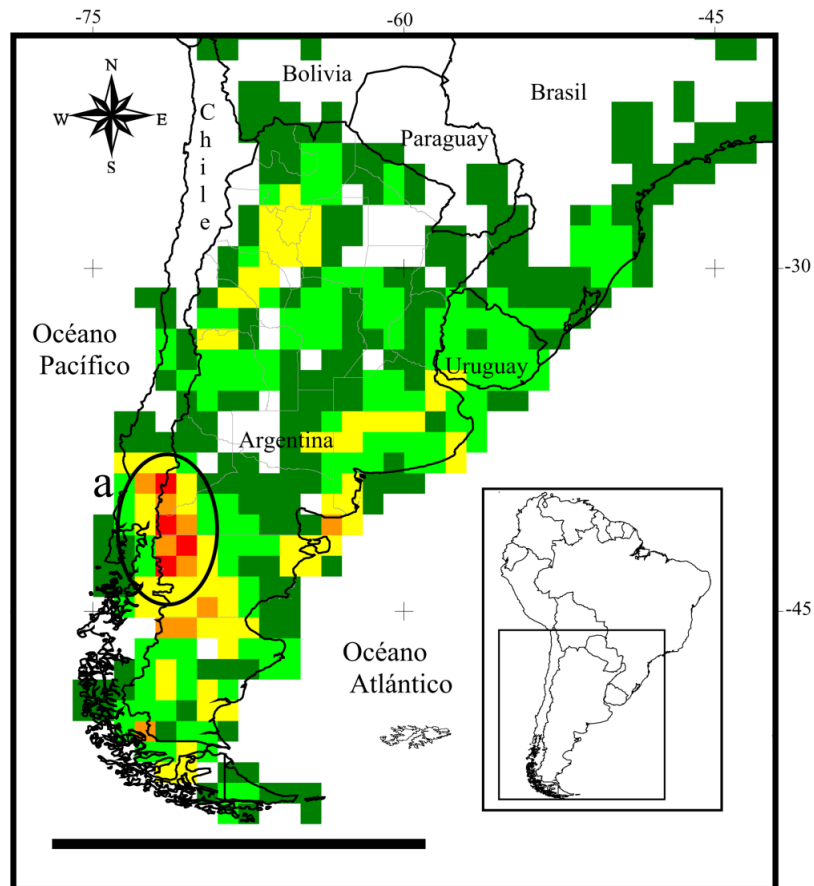 -75 -60 -45
N
W E
S
Bolivia
Brasil
Chile
Paraguay
-30
Océano
Pacífico
Uruguay
Argentina
a
-45
Océano
Atlántico